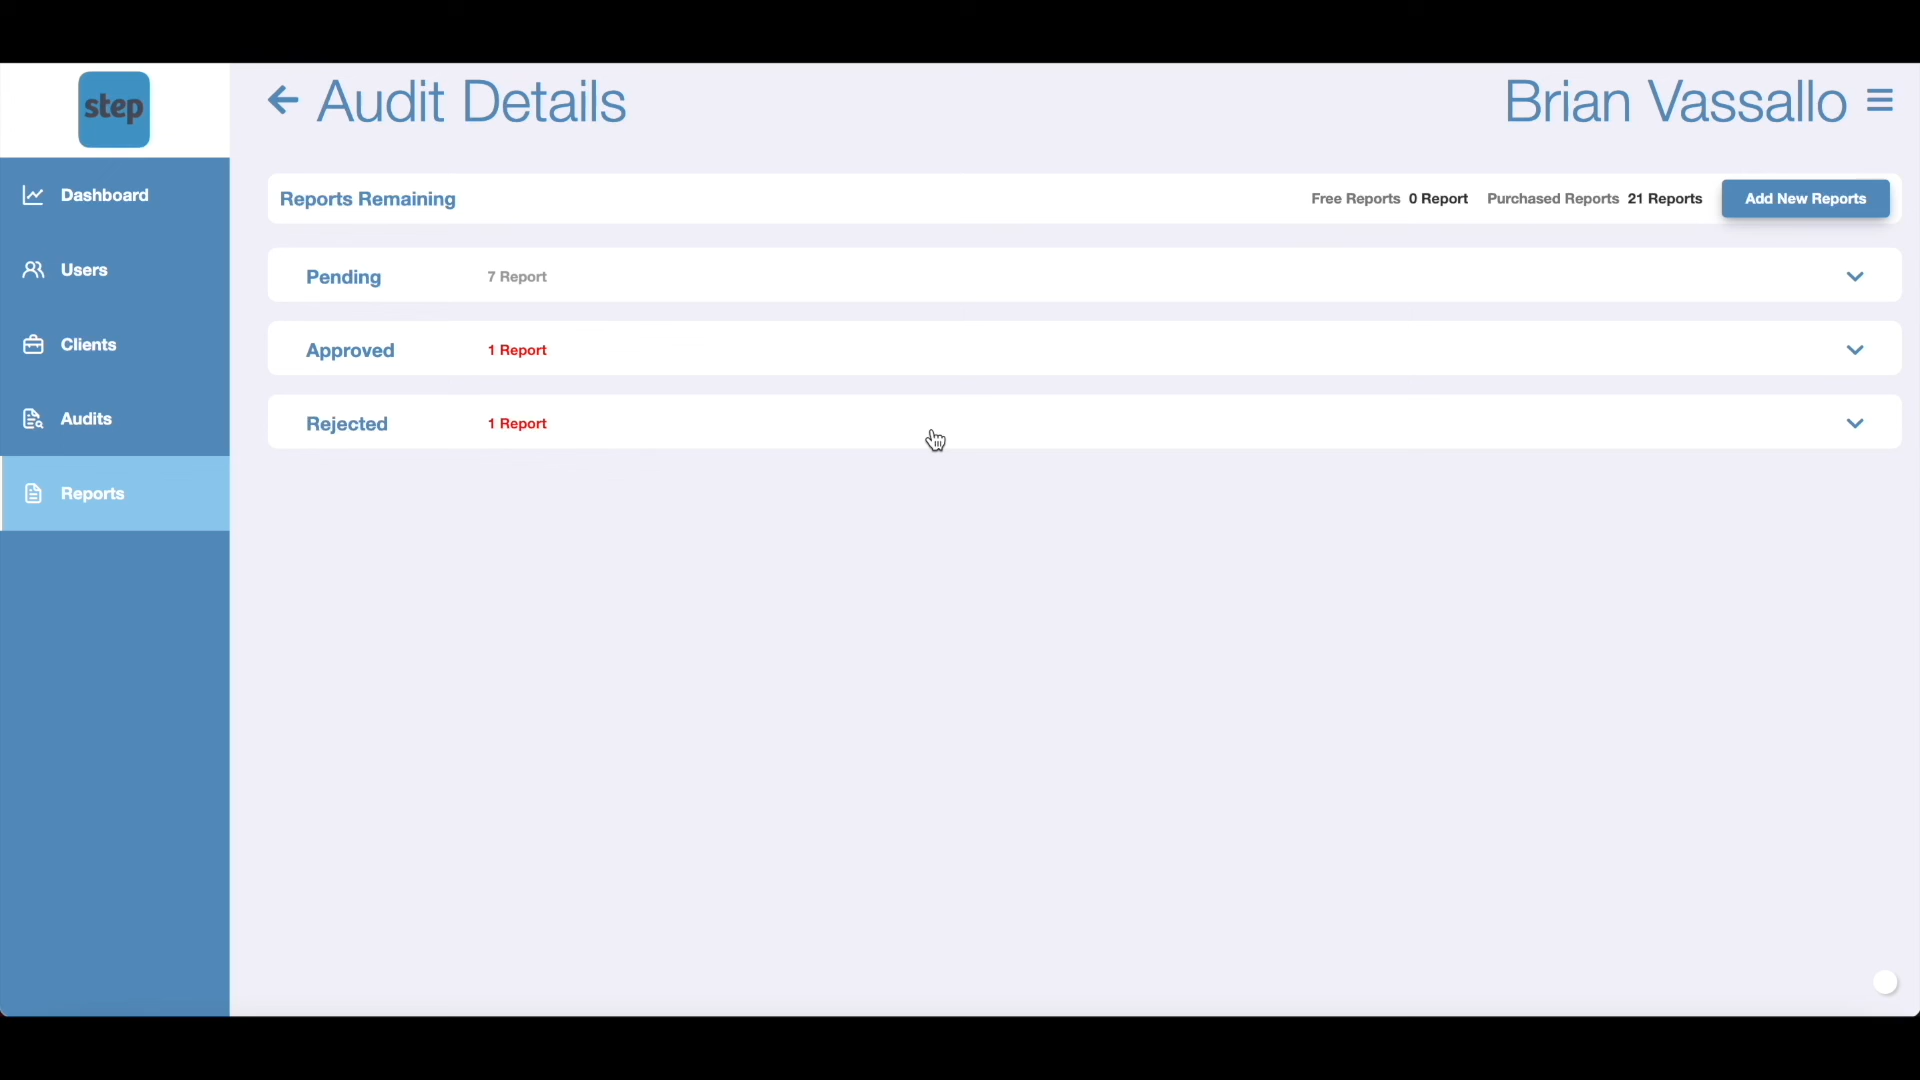 step
Audit Details
Brian Vassallo
Dashboard
Users
Clients
Audits
Reports
Reports Remaining
Free Reports 0 Report Purchased Reports 21 Reports
Add New Reports
Pending 7 Report
Approved 1 Report
Rejected 1 Report